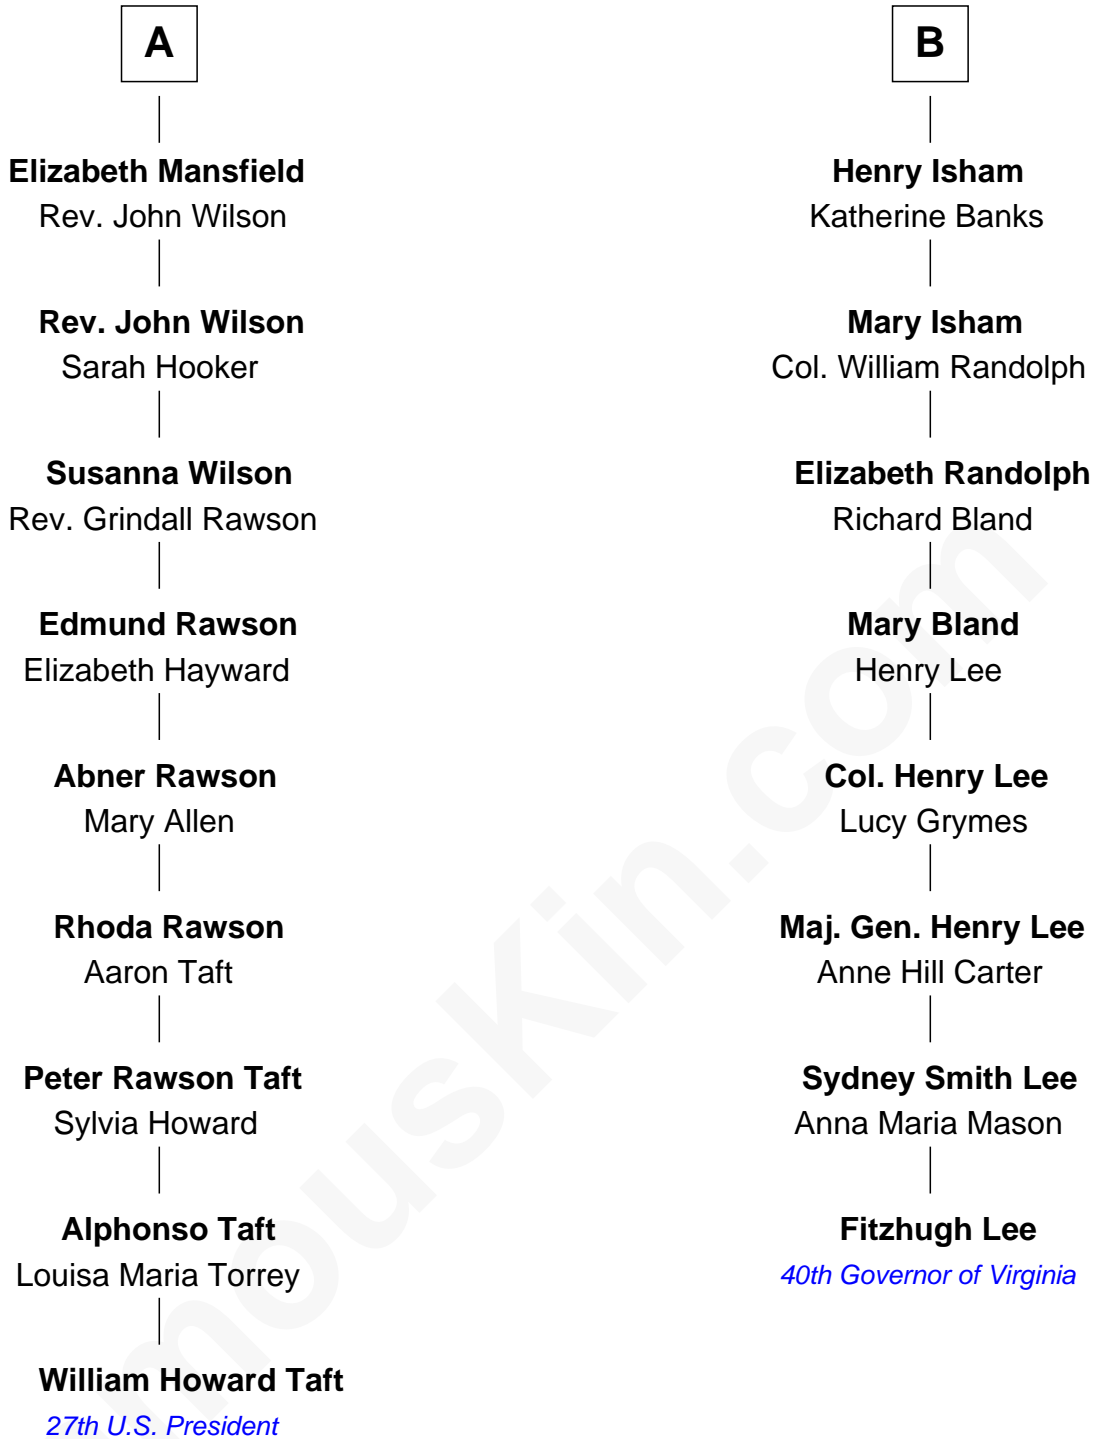 A
Elizabeth Mansfield
Rev. John Wilson
Rev. John Wilson
Sarah Hooker
Susanna Wilson
Rev. Grindall Rawson
Edmund Rawson
Elizabeth Hayward
Abner Rawson
Mary Allen
Rhoda Rawson
Aaron Taft
Peter Rawson Taft
Sylvia Howard
Alphonso Taft
Louisa Maria Torrey
William Howard Taft
27th U.S. President
B
Henry Isham
Katherine Banks
Mary Isham
Col. William Randolph
Elizabeth Randolph
Richard Bland
Mary Bland
Henry Lee
Col. Henry Lee
Lucy Grymes
Maj. Gen. Henry Lee
Anne Hill Carter
Sydney Smith Lee
Anna Maria Mason
Fitzhugh Lee
40th Governor of Virginia
mousKin.com